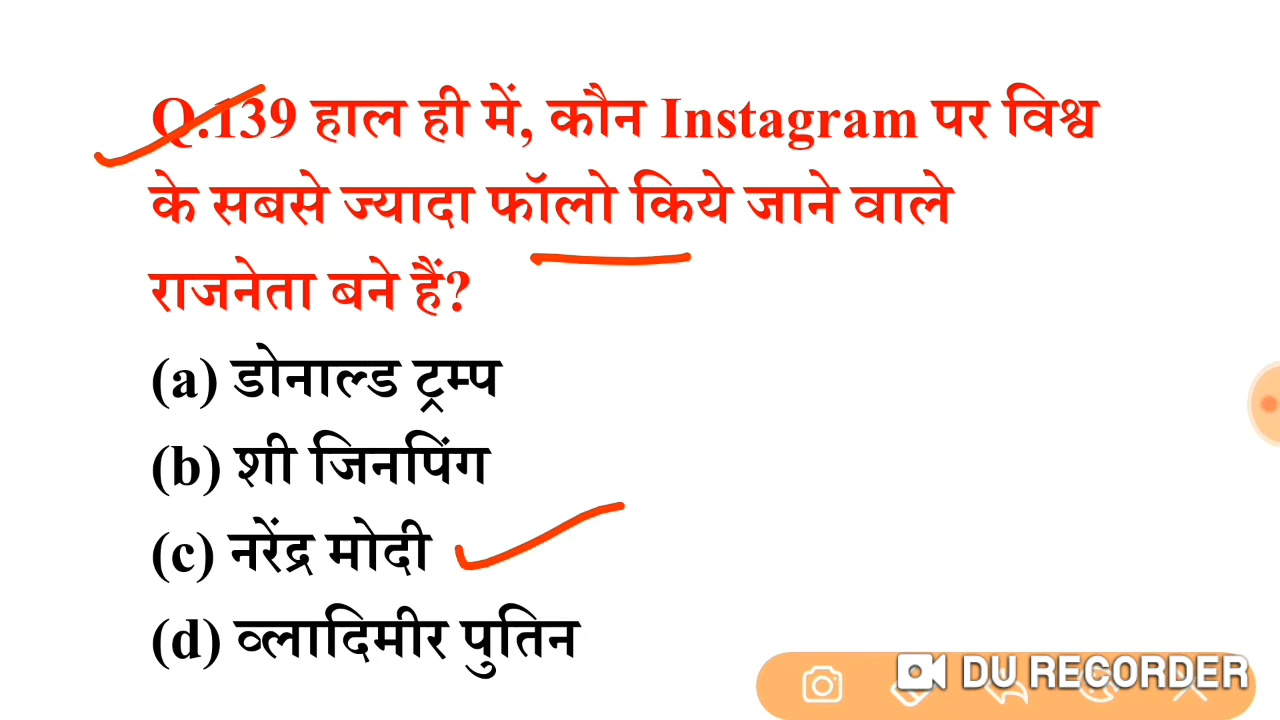 Q.139 हाल ही में, कौन Instagram पर विश्व
के सबसे ज्यादा फॉलो किये जाने वाले
राजनेता बने हैं?
(a) डोनाल्ड ट्रम्प
(b) शी जिनपिंग
(c) नरेंद्र मोदी
(d) व्लादिमीर पुतिन
DU RECORDER